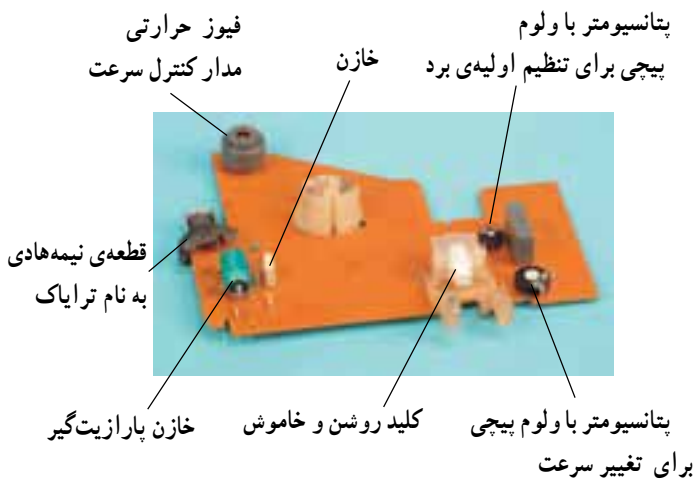 پتانسیومتر با ولوم
پیچی برای تنظیم اولیه‌ی برد
خازن
فیوز حرارتی
مدار کنترل سرعت
قطعه‌ی نیمه‌هادی
به نام ترایاک
پتانسیومتر با ولوم پیچی
برای تغییر سرعت
کلید روشن و خاموش
خازن پارازیت‌گیر